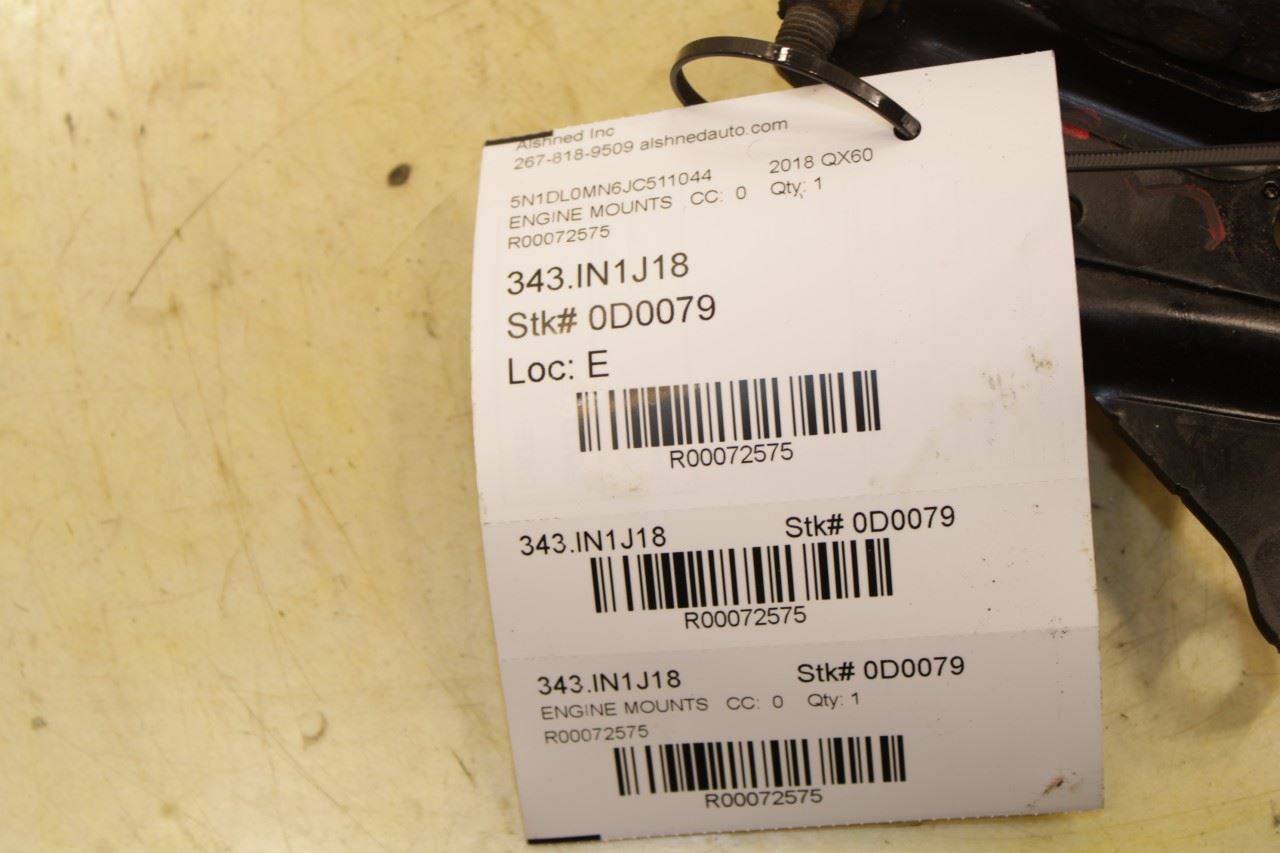 Alshned Inc
267-818-9509 alshnedauto.com
5N1DL0MN6JC511044 2018 QX60
ENGINE MOUNTS CC: 0 Qty: 1
R00072575
343.IN1J18
Stk# 0D0079
Loc: E
R00072575
343.IN1J18 Stk# 0D0079
R00072575
343.IN1J18 Stk# 0D0079
ENGINE MOUNTS CC: 0 Qty: 1
R00072575
R00072575